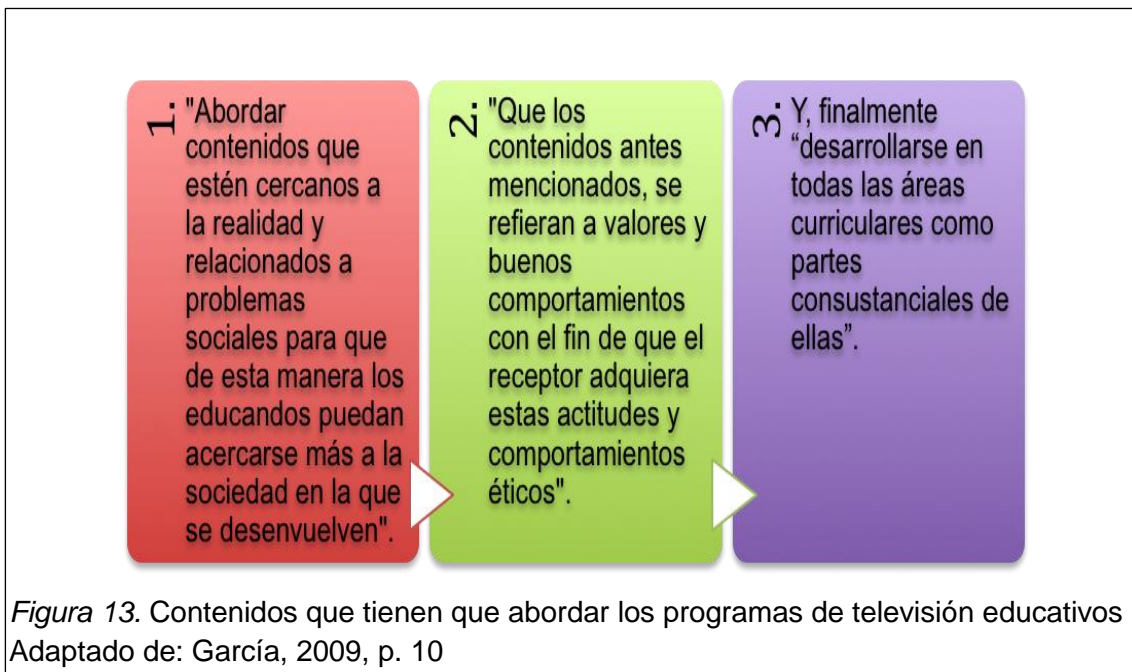 1. "Abordar
contenidos que
estén cercanos a
la realidad y
relacionados a
problemas
sociales para que
de esta manera los
educandos puedan
acercarse más a la
sociedad en la que
se desenvuelven".
2. "Que los
contenidos antes
mencionados, se
refieran a valores y
buenos
comportamientos
con el fin de que el
receptor adquiera
estas actitudes y
comportamientos
éticos".
3. Y, finalmente
“desarrollarse en
todas las áreas
curriculares como
partes
consustanciales de
ellas”.
Figura 13. Contenidos que tienen que abordar los programas de televisión educativos
Adaptado de: García, 2009, p. 10